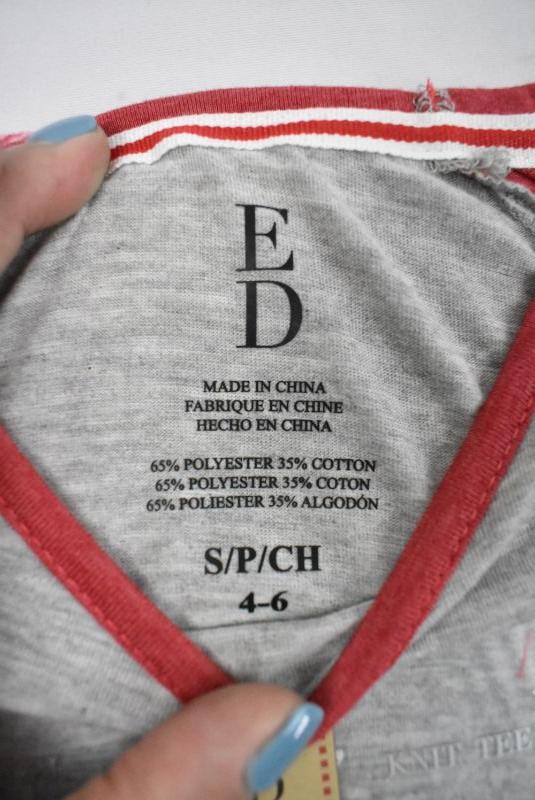 E
D
MADE IN CHINA
FABRIQUE EN CHINE
HECHO EN CHINA
65% POLYESTER 35% COTTON
65% POLYESTER 35% COTON
65% POLIESTER 35% ALGODÓN
S/P/CH
4-6
KNIT TEE